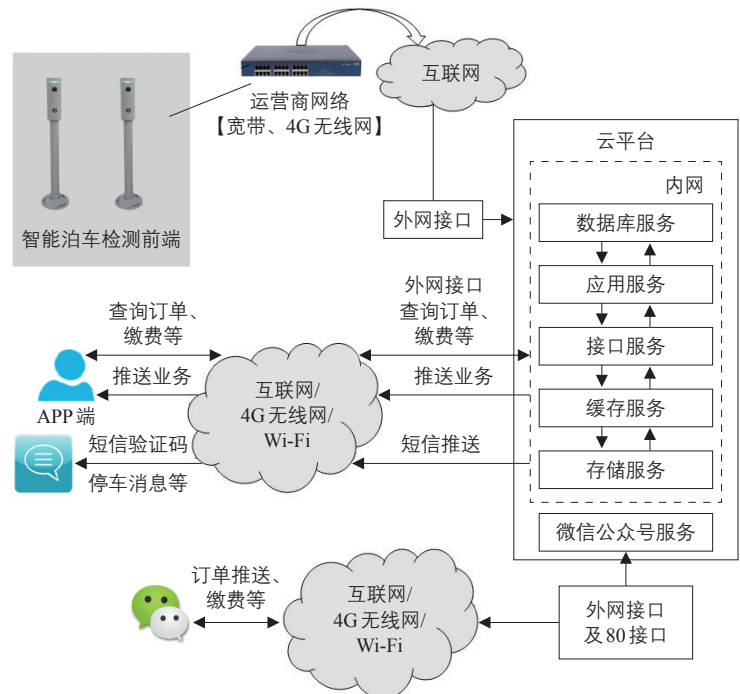 互联网
运营商网络
【宽带、4G无线网】
智能泊车检测前端
外网接口
云平台
内网
数据库服务
应用服务
接口服务
缓存服务
存储服务
微信公众号服务
外网接口
查询订单、
缴费等
推送业务
短信推送
查询订单、
缴费等
推送业务
APP端
短信验证码
停车消息等
互联网/
4G无线网/
Wi-Fi
订单推送、
缴费等
互联网/
4G无线网/
Wi-Fi
外网接口
及80接口